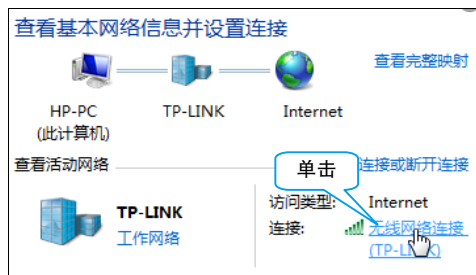 查看基本网络信息并设置连接
查看完整映射
HP-PC
(此计算机)
TP-LINK
Internet
查看活动网络
单击
连接或断开连接
TP-LINK
工作网络
访问类型: Internet
连接: 无线网络连接
(TP-LINK)